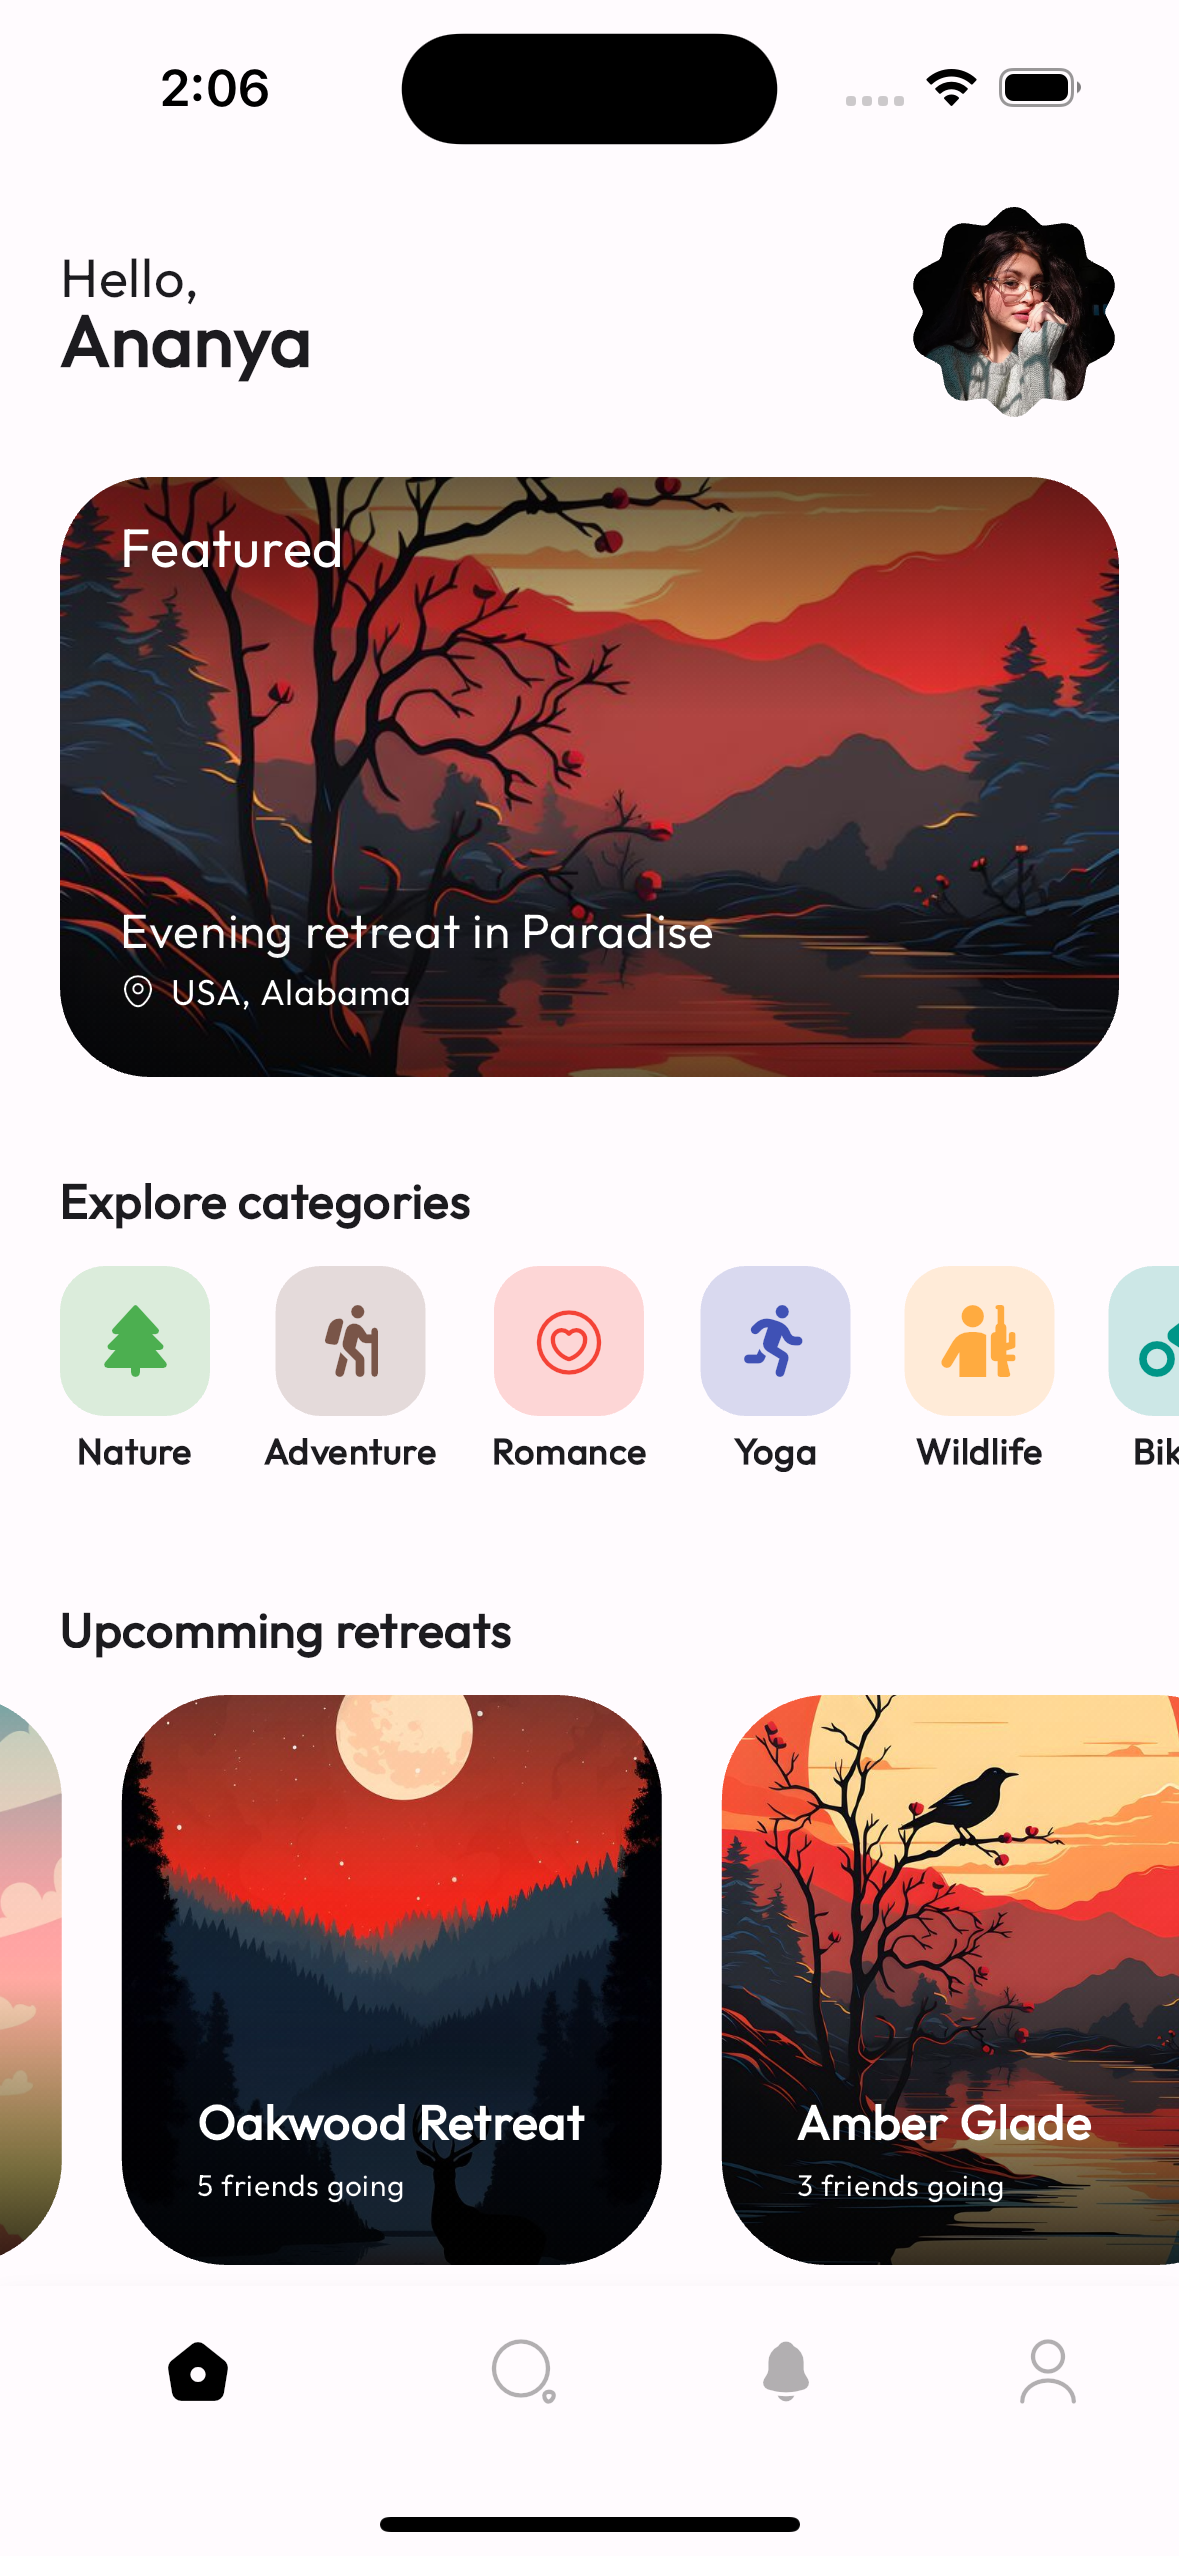 2:06
Hello,
Ananya
Featured
Evening retreat in Paradise
USA, Alabama
Explore categories
Nature Adventure Romance Yoga Wildlife Bik
Upcomming retreats
Oakwood Retreat Amber Glade
5 friends going 3 friends going